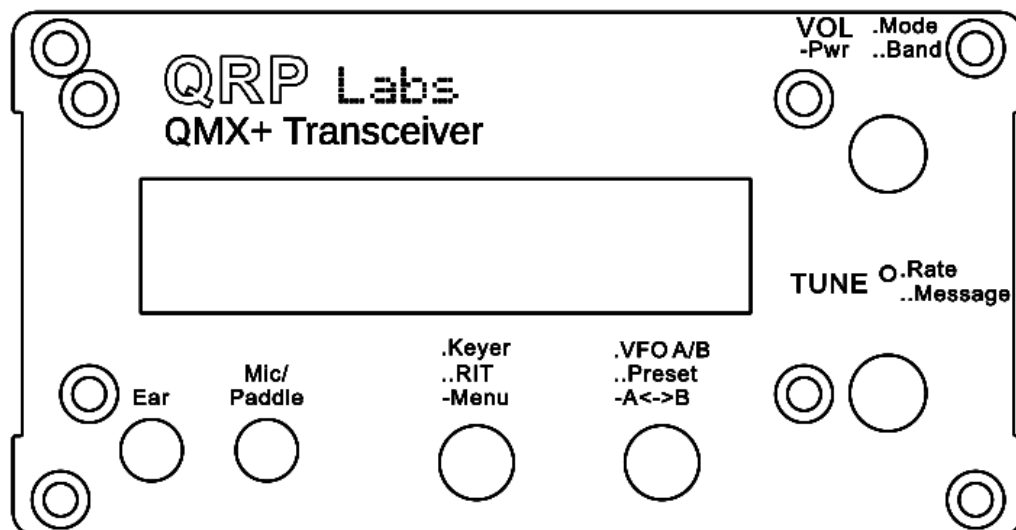 VOL .Mode
-Pwr ..Band
QRP Labs
QMX+ Transceiver
TUNE .Rate
..Message
.Keyer
..RIT
-Menu
.VFO A/B
..Preset
-A<->B
Ear
Mic/
Paddle